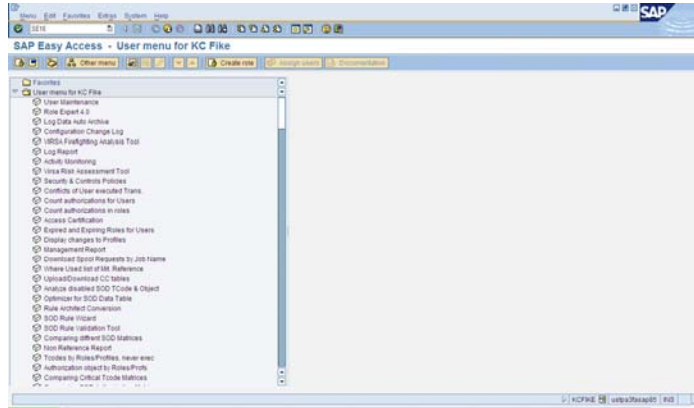 Menu Edit Favorites Extras System Help
SAP
SE16
SAP Easy Access - User menu for KC Fike
Other menu Create role Assign users Documentation
Favorites
User menu for KC Fike
User Maintenance
Role Expert 4.0
Log Data Auto Archive
Configuration Change Log
VIRSA Firefighting Analysis Tool
Log Report
Activity Monitoring
Virsa Risk Assessment Tool
Security & Controls Policies
Conflicts of User executed Trans.
Count authorizations for Users
Count authorizations in roles
Access Certification
Expired and Expiring Roles for Users
Display changes to Profiles
Management Report
Download Spool Requests by Job Name
Where Used list of Mit. Reference
Upload/Download CC tables
Analyze disabled SOD TCode & Object
Optimizer for SOD Data Table
Rule Architect Conversion
SOD Rule Wizard
SOD Rule Validation Tool
Comparing diffrent SOD Matrices
Non Reference Report
Tcodes by Roles/Profiles, never exec
Authorization object by Roles/Profs.
Comparing Critical Tcode Matrices
KCFIKE INS